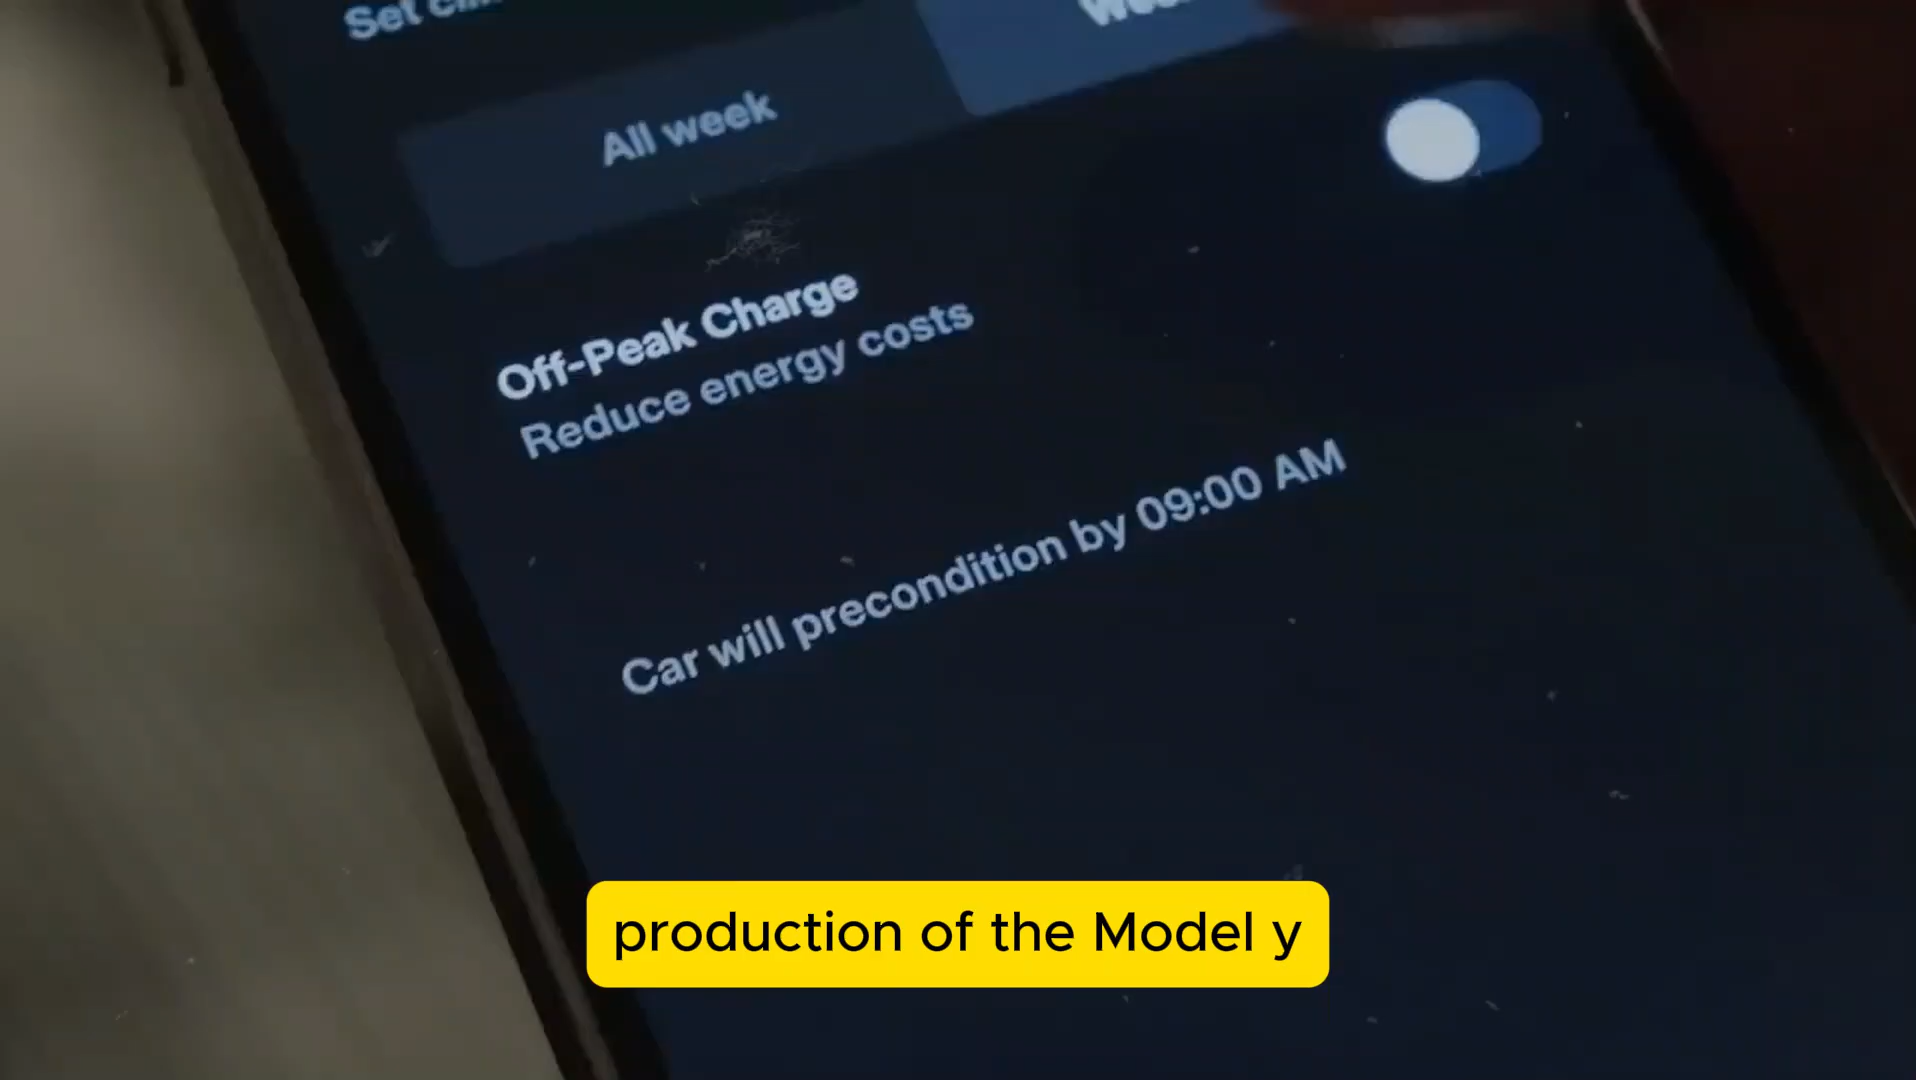 Set
All week
Off-Peak Charge
Reduce energy costs
Car will precondition by 09:00 AM
production of the Model y